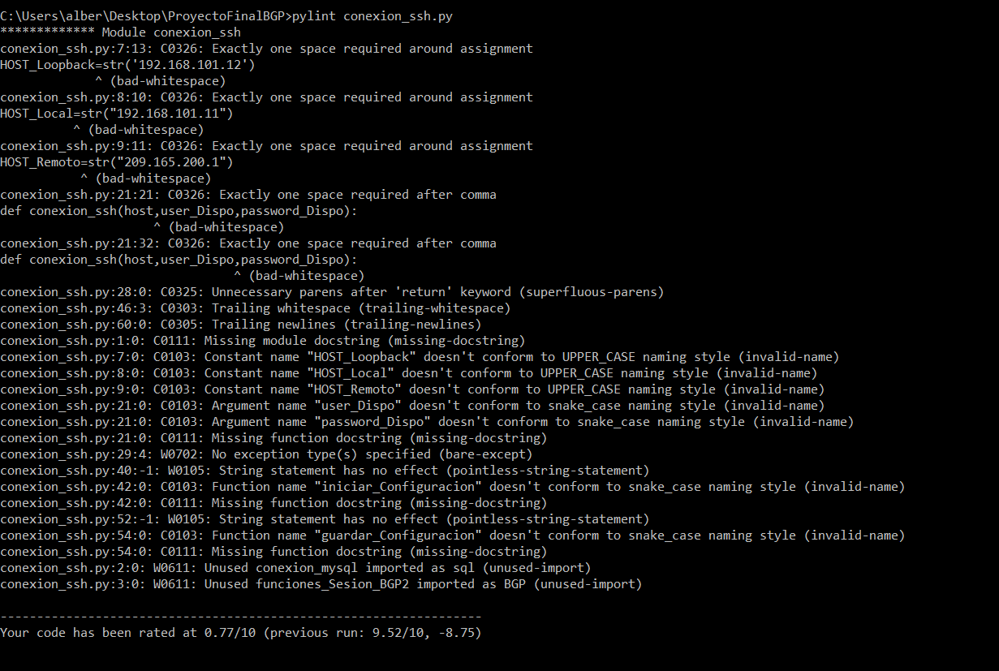 C:\Users\alber\Desktop\ProyectoFinalBGP>pylint conexion_ssh.py
************* Module conexion_ssh
conexion_ssh.py:7:13: C0326: Exactly one space required around assignment
HOST_Loopback=str('192.168.101.12')
             ^ (bad-whitespace)
conexion_ssh.py:8:10: C0326: Exactly one space required around assignment
HOST_Local=str("192.168.101.11")
          ^ (bad-whitespace)
conexion_ssh.py:9:11: C0326: Exactly one space required around assignment
HOST_Remoto=str("209.165.200.1")
           ^ (bad-whitespace)
conexion_ssh.py:21:21: C0326: Exactly one space required after comma
def conexion_ssh(host,user_Dispo,password_Dispo):
                     ^ (bad-whitespace)
conexion_ssh.py:21:32: C0326: Exactly one space required after comma
def conexion_ssh(host,user_Dispo,password_Dispo):
                                ^ (bad-whitespace)
conexion_ssh.py:28:0: C0325: Unnecessary parens after 'return' keyword (superfluous-parens)
conexion_ssh.py:46:3: C0303: Trailing whitespace (trailing-whitespace)
conexion_ssh.py:60:0: C0305: Trailing newlines (trailing-newlines)
conexion_ssh.py:1:0: C0111: Missing module docstring (missing-docstring)
conexion_ssh.py:7:0: C0103: Constant name "HOST_Loopback" doesn't conform to UPPER_CASE naming style (invalid-name)
conexion_ssh.py:8:0: C0103: Constant name "HOST_Local" doesn't conform to UPPER_CASE naming style (invalid-name)
conexion_ssh.py:9:0: C0103: Constant name "HOST_Remoto" doesn't conform to UPPER_CASE naming style (invalid-name)
conexion_ssh.py:21:0: C0103: Argument name "user_Dispo" doesn't conform to snake_case naming style (invalid-name)
conexion_ssh.py:21:0: C0103: Argument name "password_Dispo" doesn't conform to snake_case naming style (invalid-name)
conexion_ssh.py:21:0: C0111: Missing function docstring (missing-docstring)
conexion_ssh.py:29:4: W0702: No exception type(s) specified (bare-except)
conexion_ssh.py:40:-1: W0105: String statement has no effect (pointless-string-statement)
conexion_ssh.py:42:0: C0103: Function name "iniciar_Configuracion" doesn't conform to snake_case naming style (invalid-name)
conexion_ssh.py:42:0: C0111: Missing function docstring (missing-docstring)
conexion_ssh.py:52:-1: W0105: String statement has no effect (pointless-string-statement)
conexion_ssh.py:54:0: C0103: Function name "guardar_Configuracion" doesn't conform to snake_case naming style (invalid-name)
conexion_ssh.py:54:0: C0111: Missing function docstring (missing-docstring)
conexion_ssh.py:2:0: W0611: Unused conexion_mysql imported as sql (unused-import)
conexion_ssh.py:3:0: W0611: Unused funciones_Sesion_BGP2 imported as BGP (unused-import)

------------------------------------------------------------------
Your code has been rated at 0.77/10 (previous run: 9.52/10, -8.75)